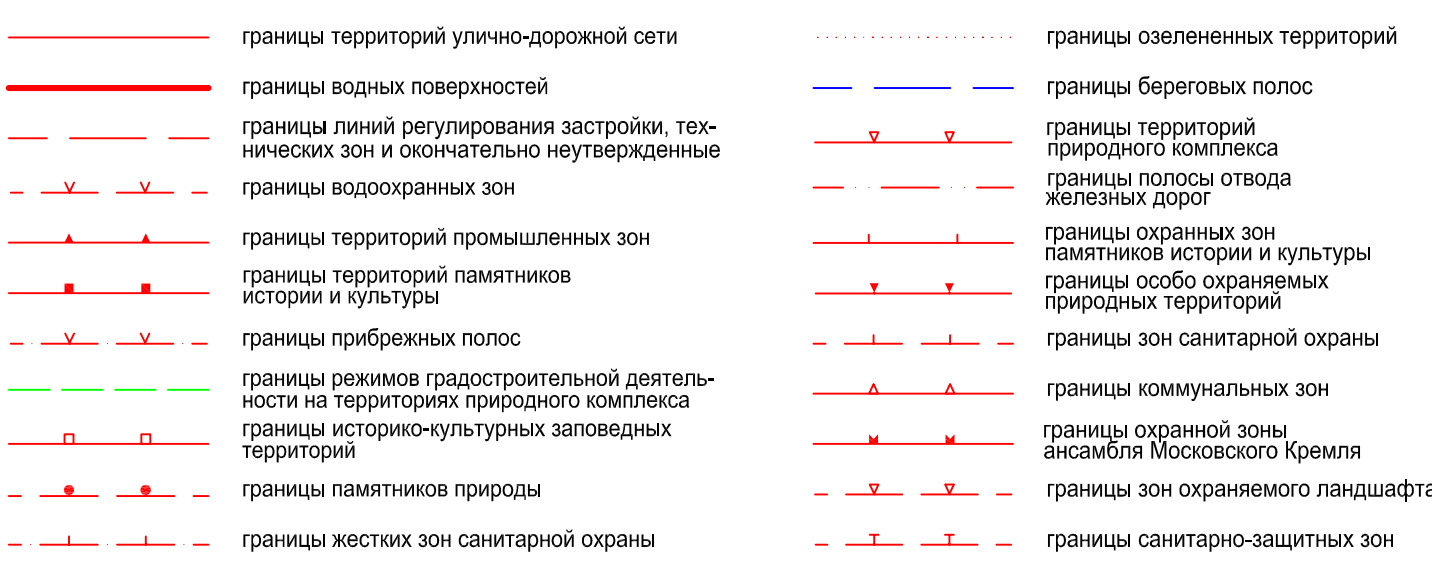 границы территорий улично-дорожной сети
границы водных поверхностей
границы линий регулирования застройки, тех-
нических зон и окончательно неутвержденные
границы водоохранных зон
границы территорий промышленных зон
границы территорий памятников
истории и культуры
границы прибрежных полос
границы режимов градостроительной деятель-
ности на территориях природного комплекса
границы историко-культурных заповедных
территорий
границы памятников природы
границы жестких зон санитарной охраны
границы озелененных территорий
границы береговых полос
границы территорий
природного комплекса
границы полосы отвода
железных дорог
границы охранных зон
памятников истории и культуры
границы особо охраняемых
природных территорий
границы зон санитарной охраны
границы коммунальных зон
границы охранной зоны
ансамбля Московского Кремля
границы зон охраняемого ландшафта
границы санитарно-защитных зон